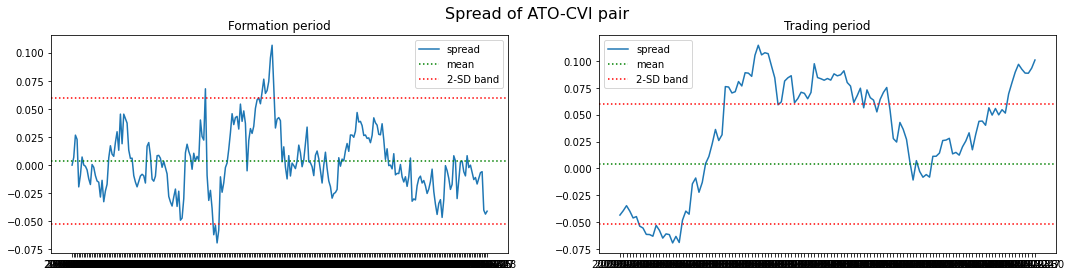 Spread of ATO-CVI pair
Formation period
0.100
0.075
0.050
0.025
0.000
−0.025
−0.050
−0.075
spread
mean
2-SD band
Trading period
0.100
0.075
0.050
0.025
0.000
−0.025
−0.050
−0.075
spread
mean
2-SD band